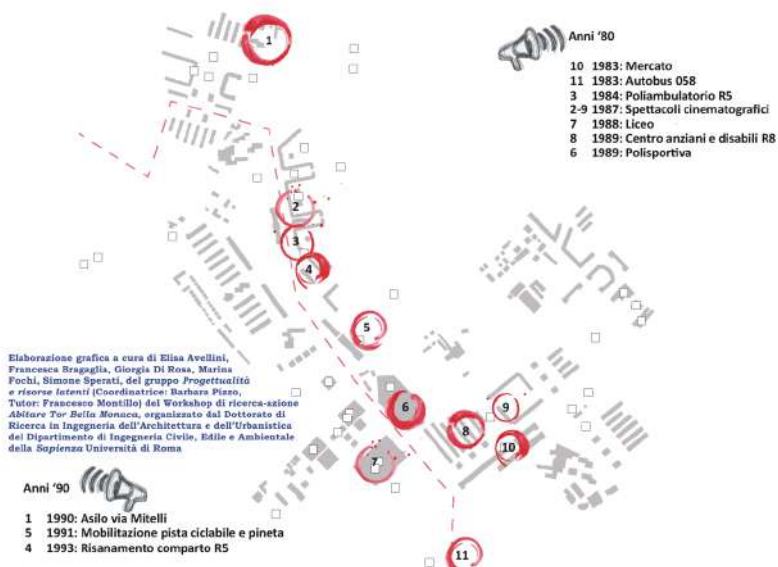 1
Anni ‘80
10 1983: Mercato
11 1983: Autobus 058
3 1984: Poliambulatorio R5
2-9 1987: Spettacoli cinematografici
7 1988: Liceo
8 1989: Centro anziani e disabili R8
6 1989: Polisportiva
2
3
4
5
Elaborazione grafica a cura di Elisa Avellini,
Francesca Bragaglia, Giorgia Di Rosa, Marina
Fochi, Simone Sperati, del gruppo Progettualità
e risorse latenti (Coordinatrice: Barbara Pizzo,
Tutor: Francesco Montillo) del Workshop di ricerca-azione
Abitare Tor Bella Monaca, organizzato dal Dottorato di
Ricerca in Ingegneria dell’Architettura e dell’Urbanistica
del Dipartimento di Ingegneria Civile, Edile e Ambientale
della Sapienza Università di Roma
6
9
8
10
7
Anni ‘90
1 1990: Asilo via Mitelli
5 1991: Mobilitazione pista ciclabile e pineta
4 1993: Risanamento comparto R5
11